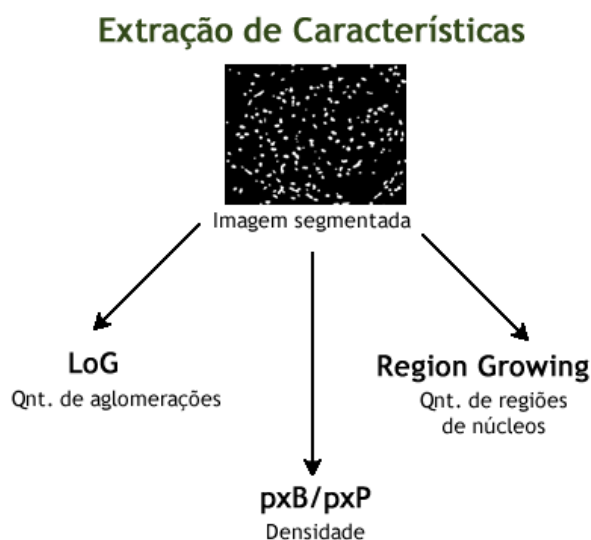 Extração de Características
Imagem segmentada
LoG
Qnt. de aglomerações
Region Growing
Qnt. de regiões
de núcleos
pxB/pxP
Densidade